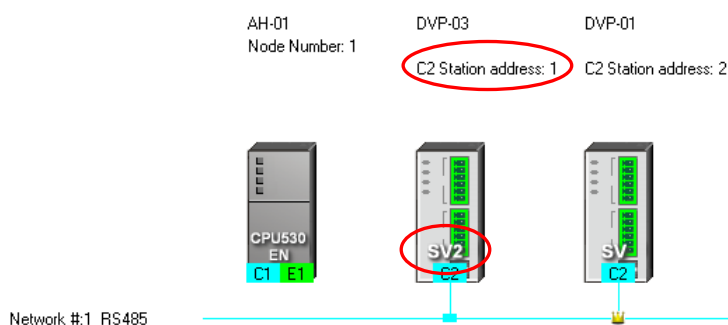 AH-01
Node Number: 1
DVP-03
C2 Station address: 1
DVP-01
C2 Station address: 2
CPU530
EN
C1 E1
SV2
C2
SV
C2
Network #:1 RS485